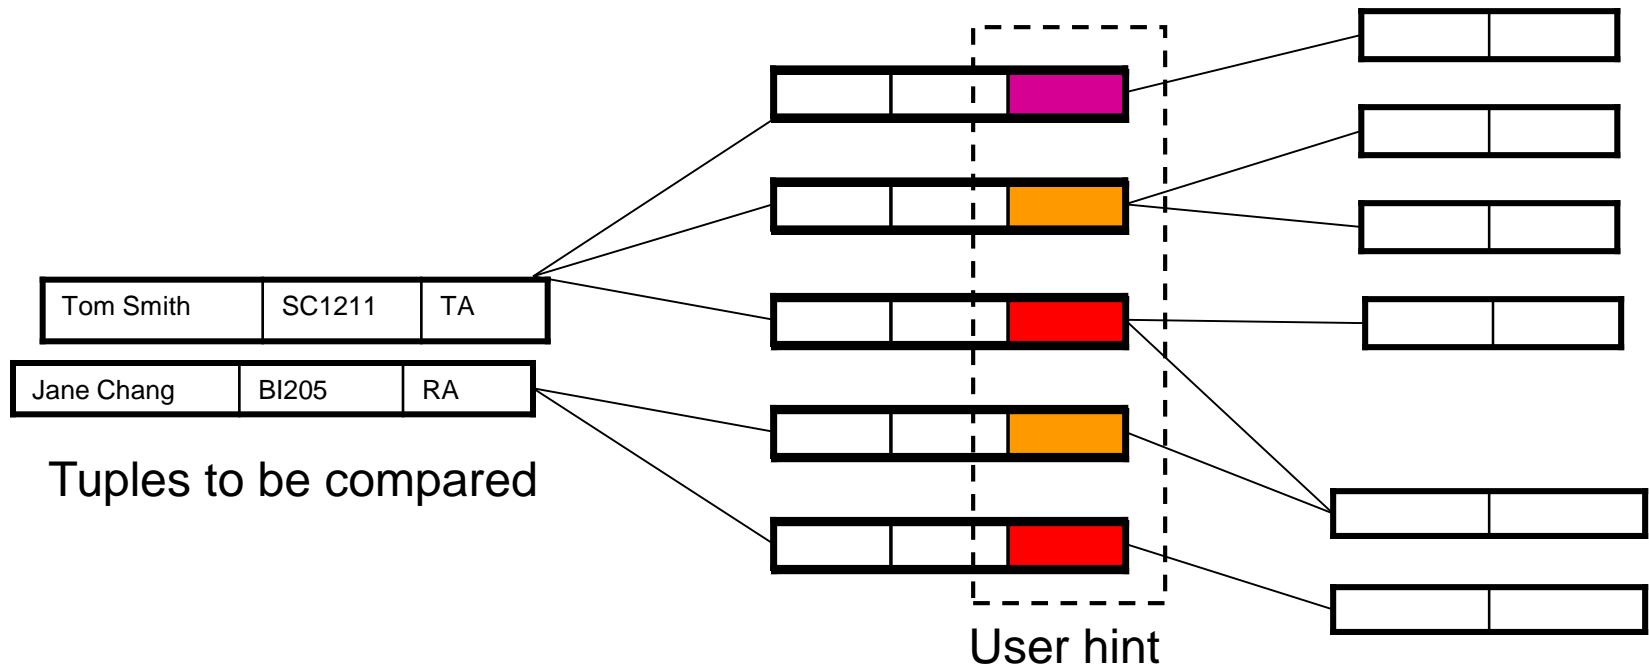 Tom Smith SC1211 TA
Jane Chang BI205 RA
Tuples to be compared
User hint